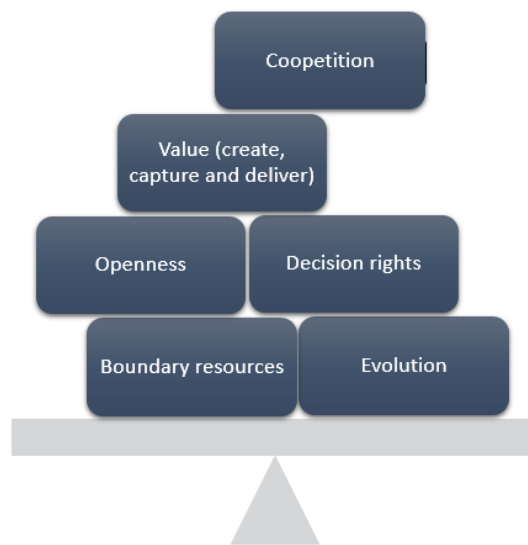 Coopetition
Value (create,
capture and deliver)
Openness
Decision rights
Boundary resources
Evolution